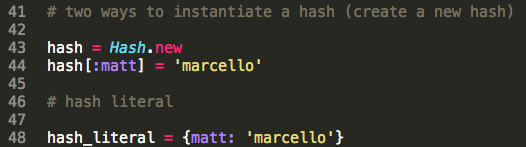 41 # two ways to instantiate a hash (create a new hash)
42
43 hash = Hash.new
44 hash[:matt] = 'marcello'
45
46 # hash literal
47
48 hash_literal = {matt: 'marcello'}